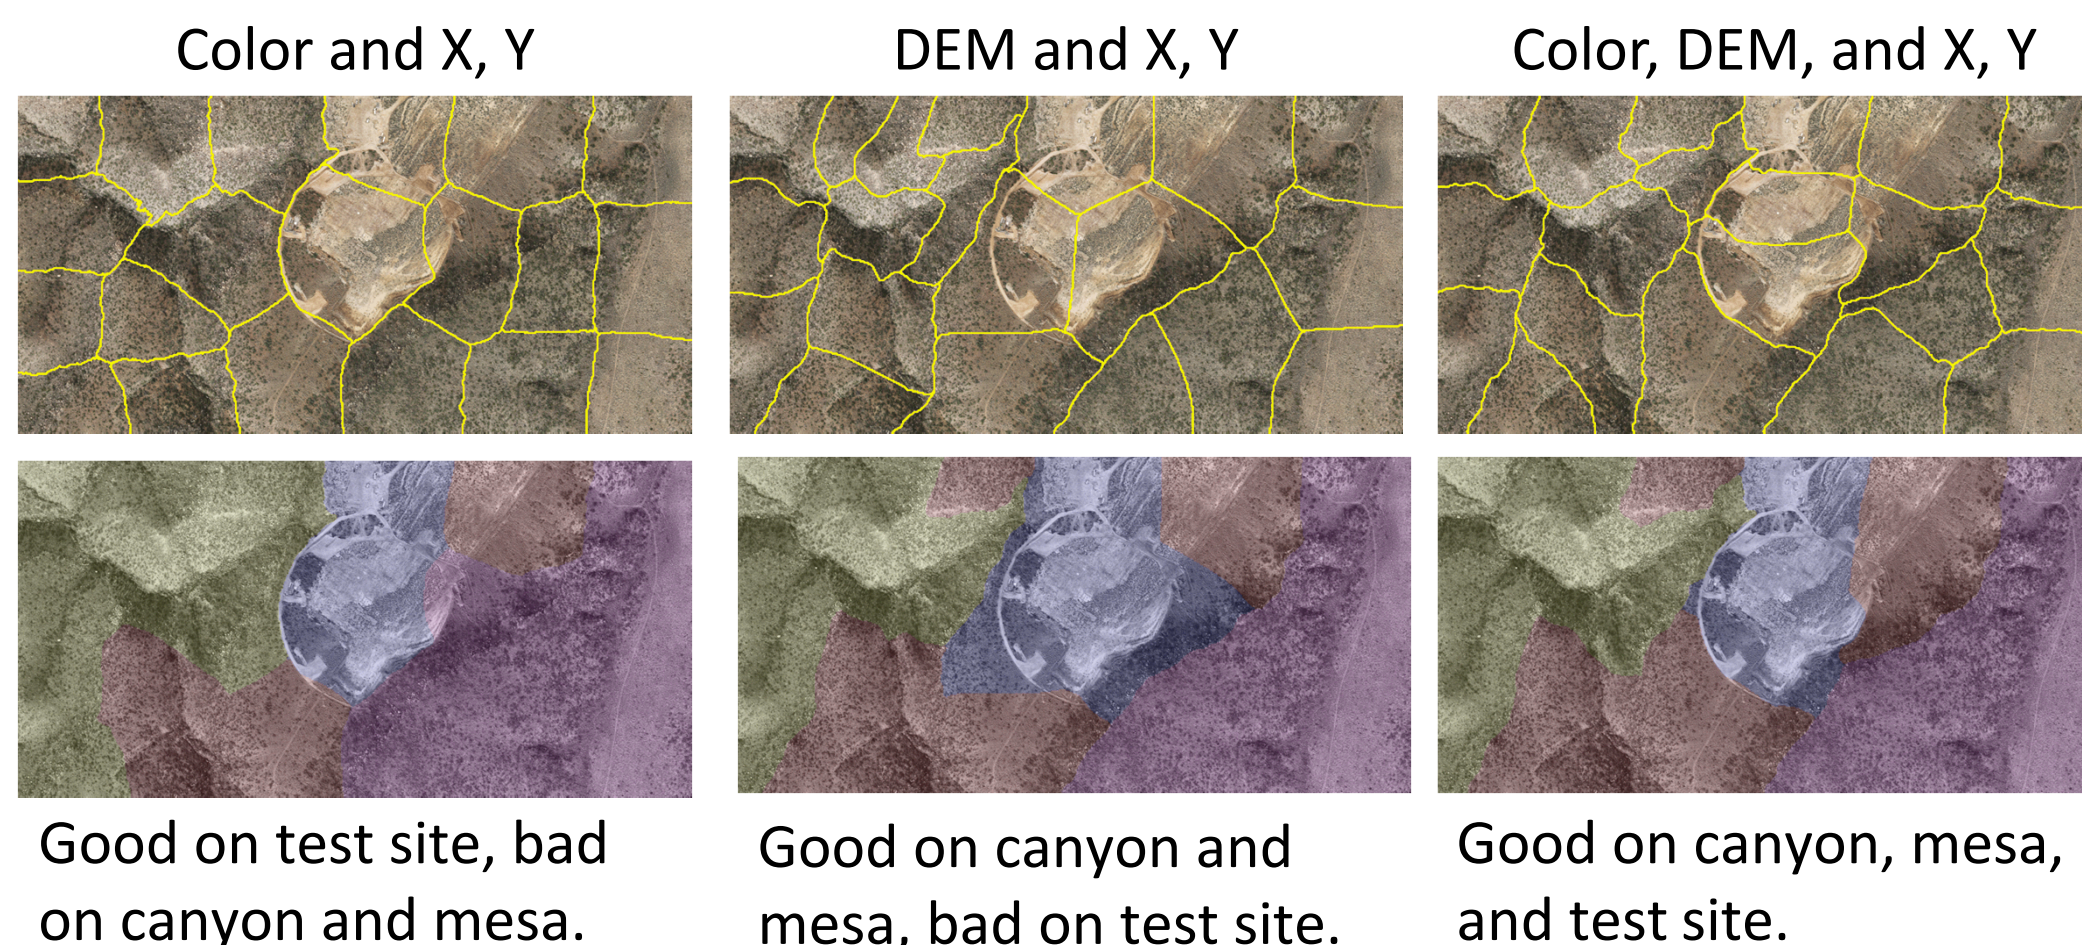 Color and X, Y
DEM and X, Y
Color, DEM, and X, Y
Good on test site, bad
on canyon and mesa.
Good on canyon and
mesa, bad on test site.
Good on canyon, mesa,
and test site.